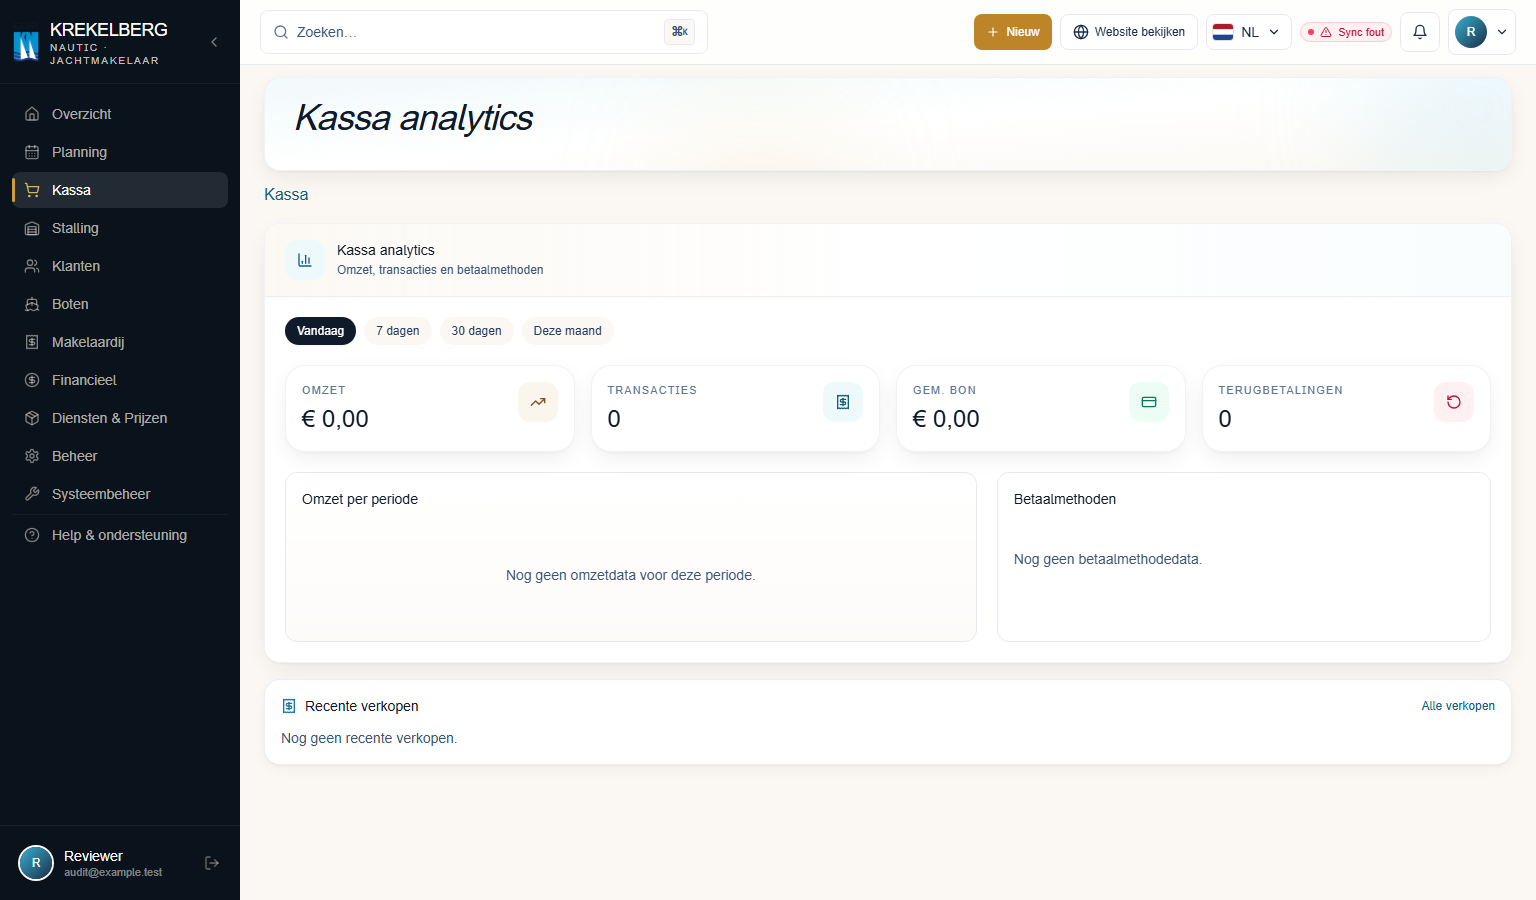 KREKELBERG
NAUTIC ·
JACHTMAKELAAR
Zoeken...
⌘K
Nieuw
Website bekijken
NL
Sync fout
R
Overzicht
Planning
Kassa
Stalling
Klanten
Boten
Makelaardij
Financieel
Diensten & Prijzen
Beheer
Systeembeheer
Help & ondersteuning
Kassa analytics
Kassa
Kassa analytics
Omzet, transacties en betaalmethoden
Vandaag
7 dagen
30 dagen
Deze maand
OMZET
€ 0,00
TRANSACTIES
0
GEM. BON
€ 0,00
TERUGBETALINGEN
0
Omzet per periode
Nog geen omzetdata voor deze periode.
Betaalmethoden
Nog geen betaalmethodedata.
Recente verkopen
Alle verkopen
Nog geen recente verkopen.
R
Reviewer
audit@example.test